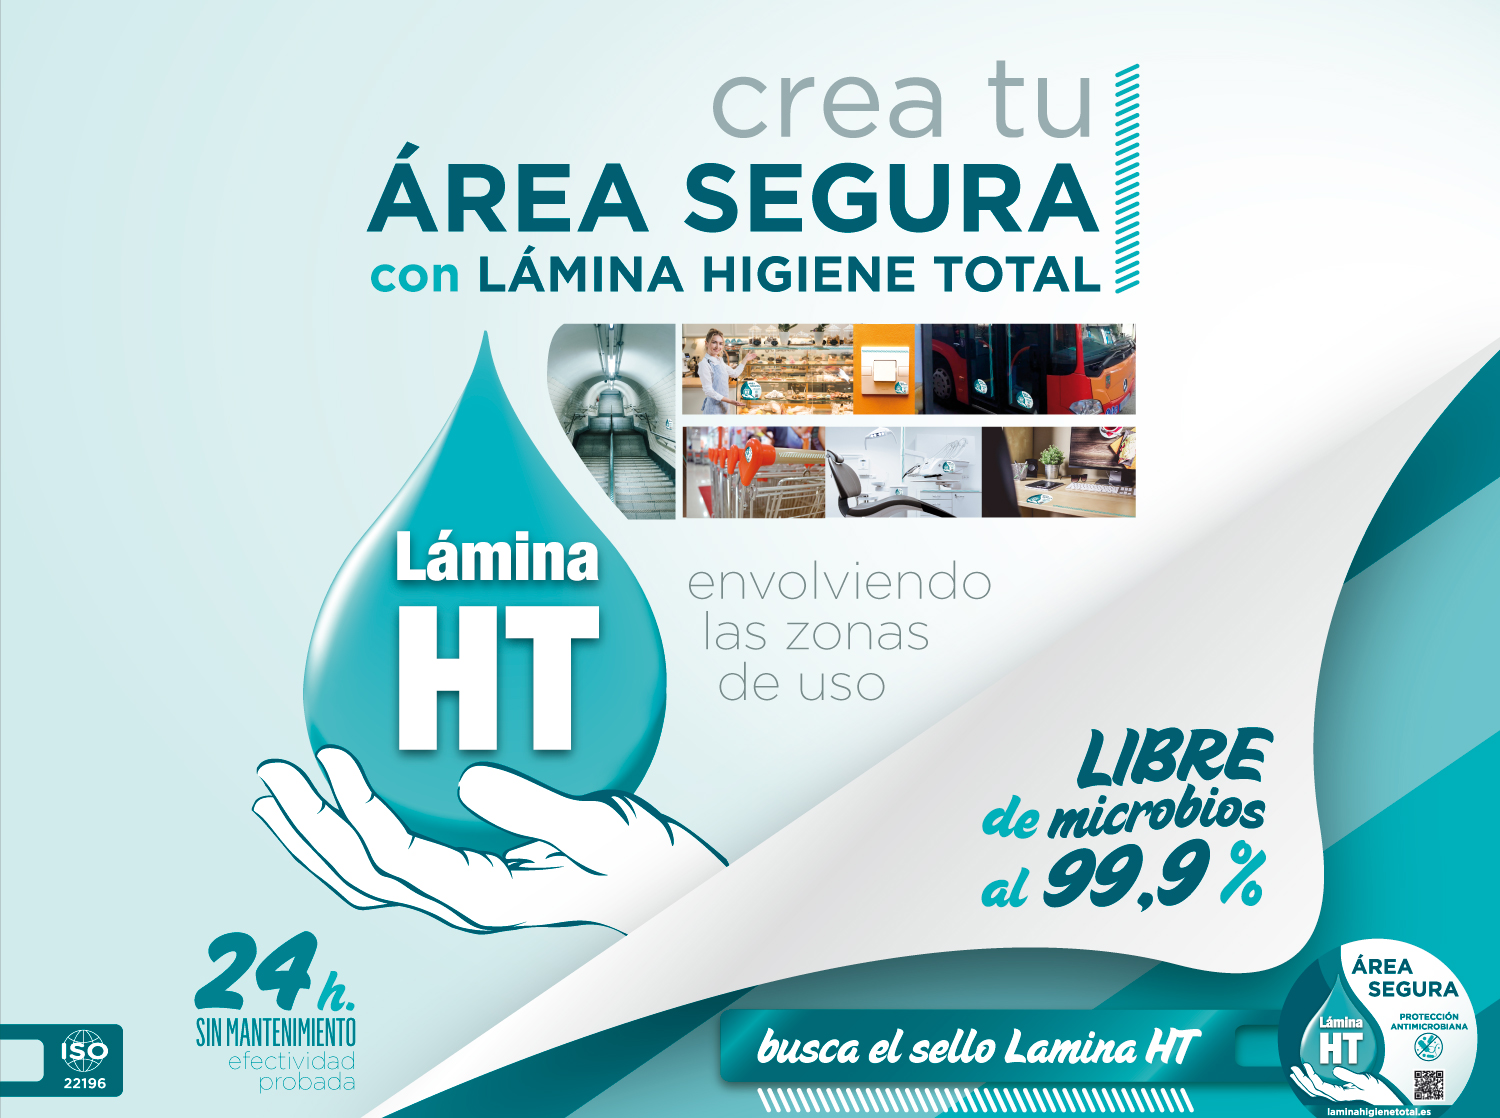 crea tu
ÁREA SEGURA
con LÁMINA HIGIENE TOTAL
Lámina
HT
envolviendo
las zonas
de uso
LIBRE
de microbios
al 99,9 %
24 h.
SIN MANTENIMIENTO
efectividad
probada
ISO
22196
busca el sello Lamina HT
ÁREA
SEGURA
PROTECCIÓN
ANTIMICROBIANA
Lámina
HT
laminahigienetotal.es